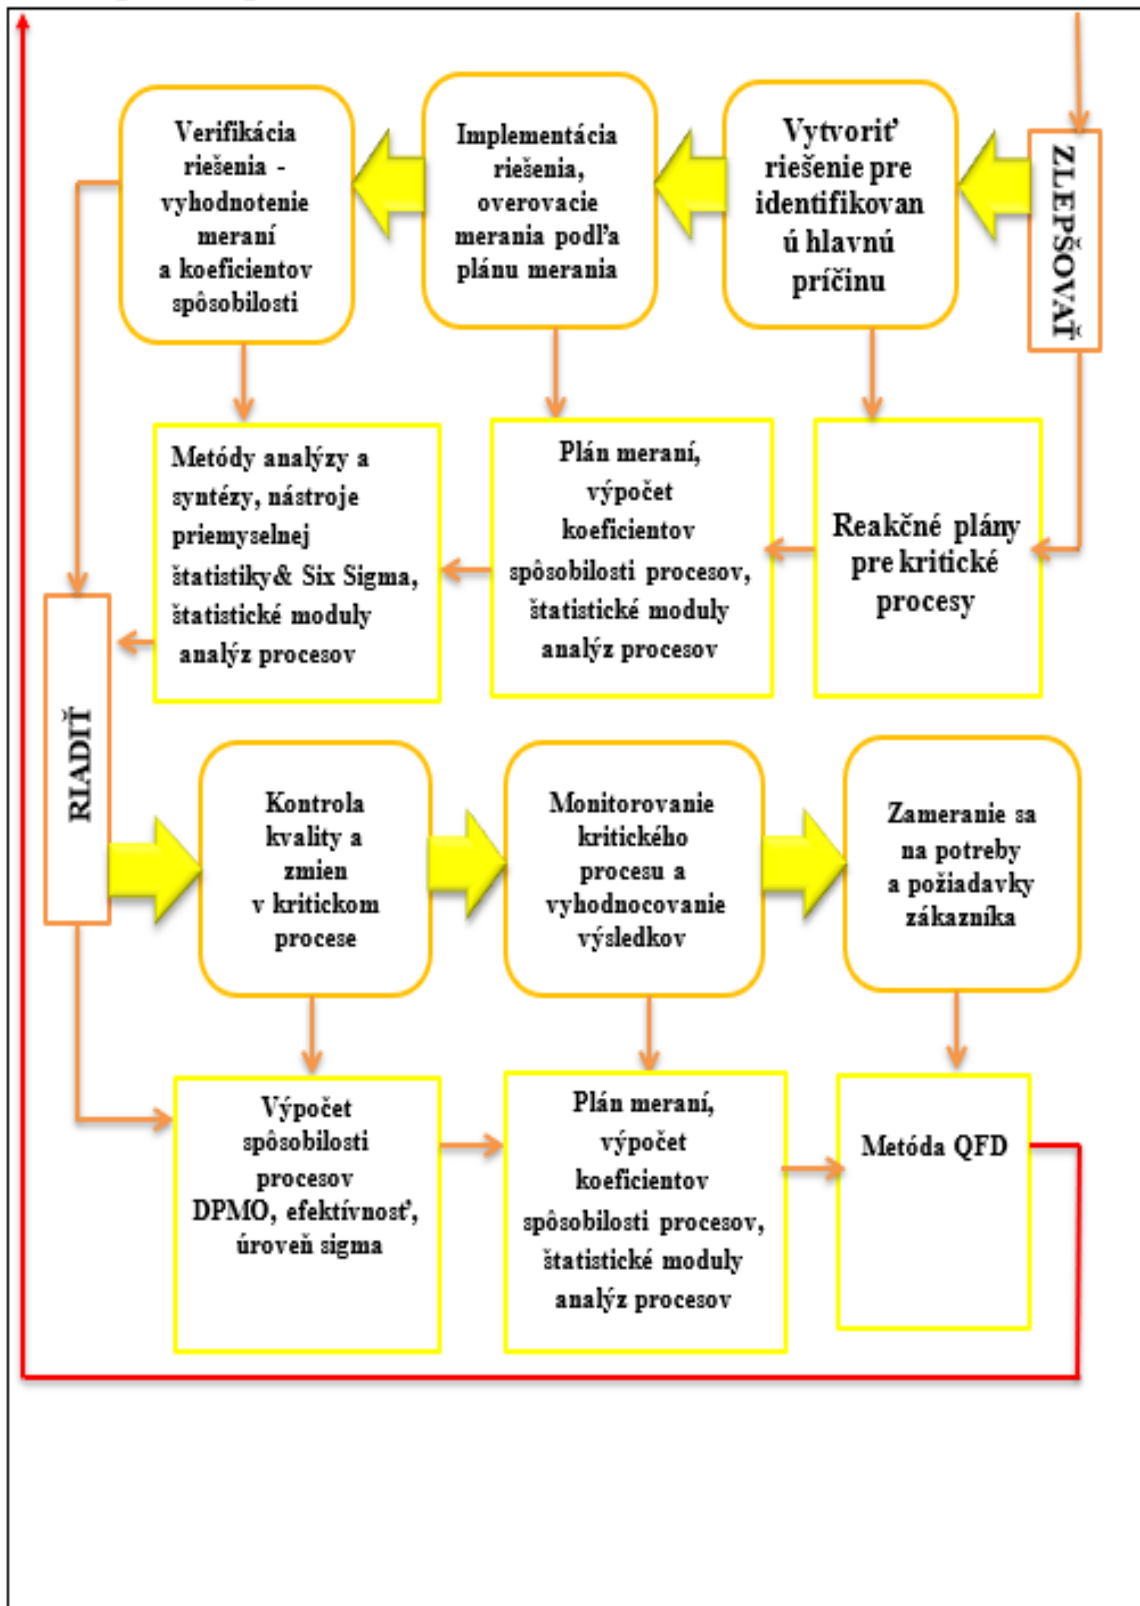 ZLEPŠOVAŤ
Vytvoriť
riešenie pre
identifikovan
ú hlavnú
príčinu
Implementácia
riešenia,
overovacie
merania podľa
plánu merania
Verifikácia
riešenia -
vyhodnotenie
meraní
a koeficientov
spôsobilosti
Reakčné plány
pre kritické
procesy
Plán meraní,
výpočet
koeficientov
spôsobilosti procesov,
štatistické moduly
analýz procesov
Metódy analýzy a
syntézy, nástroje
priemyselnej
štatistiky& Six Sigma,
štatistické moduly
analýz procesov
RIADIŤ
Kontrola
kvality a
zmien
v kritickom
procese
Monitorovanie
kritického
procesu a
vyhodnocovanie
výsledkov
Zameranie sa
na potreby
a požiadavky
zákazníka
Výpočet
spôsobilosti
procesov
DPMO, efektívnosť,
úroveň sigma
Plán meraní,
výpočet
koeficientov
spôsobilosti procesov,
štatistické moduly
analýz procesov
Metóda QFD